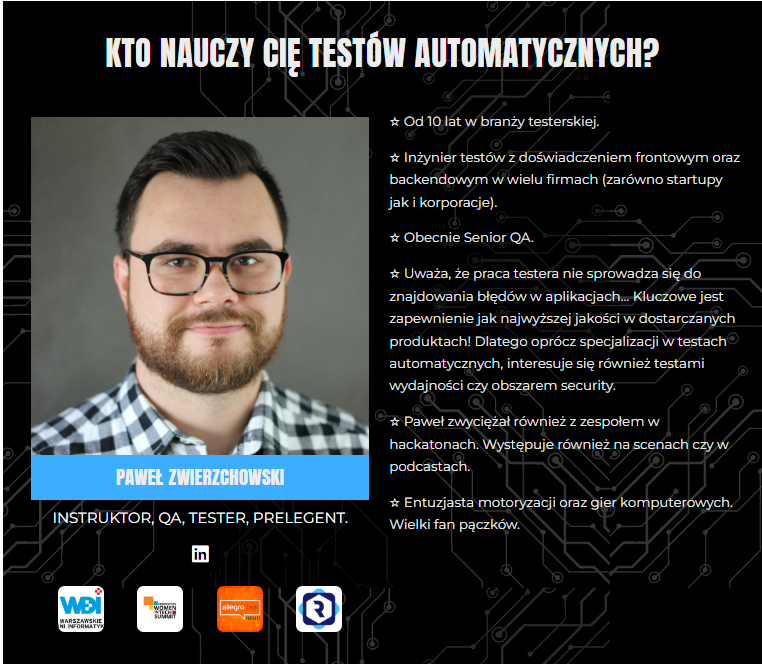 KTO NAUCZY CIĘ TESTÓW AUTOMATYCZNYCH?
☆ Od 10 lat w branży testerskiej.
☆ Inżynier testów z doświadczeniem frontowym oraz
backendowym w wielu firmach (zarówno startupy
jak i korporacje).
☆ Obecnie Senior QA.
☆ Uważa, że praca testera nie sprowadza się do
znajdowania błędów w aplikacjach... Kluczowe jest
zapewnienie jak najwyższej jakości w dostarczanych
produktach! Dlatego oprócz specjalizacji w testach
automatycznych, interesuje się również testami
wydajności czy obszarem security.
☆ Paweł zwyciężał również z zespołem w
hackatonach. Występuje również na scenach czy w
podcastach.
☆ Entuzjasta motoryzacji oraz gier komputerowych.
Wielki fan pączków.
PAWEŁ ZWIERZCHOWSKI
INSTRUKTOR, QA, TESTER, PRELEGENT.
in
WDI
WARSZAWSKIE
NI INFORMATYK
WOMEN
IN TECH
SUMMIT
allegro tech
PODCAST
R